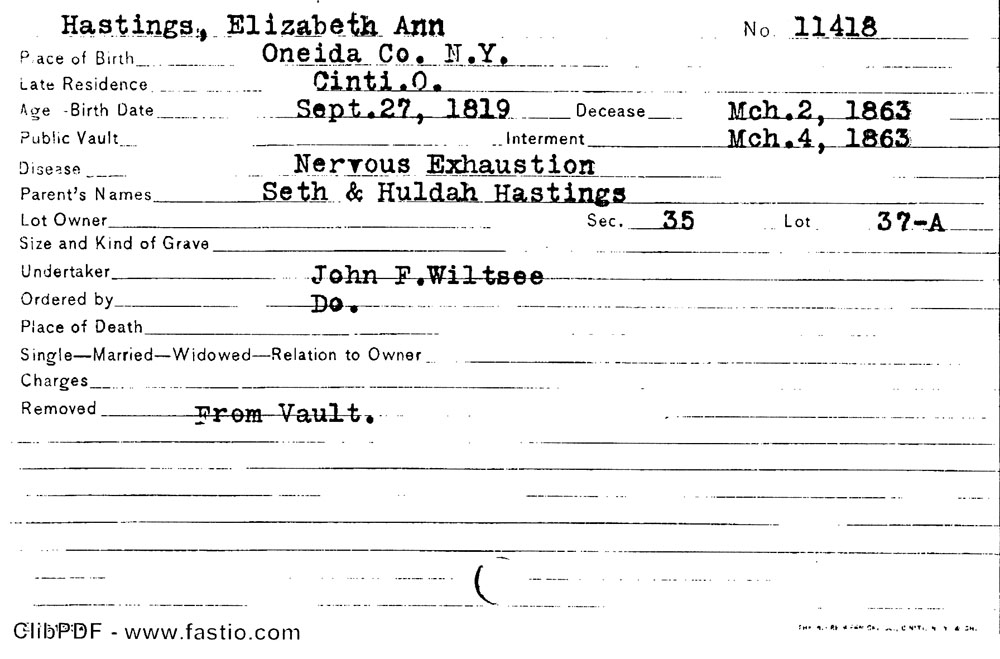 Hastings, Elizabeth Ann No. 11418
Place of Birth Oneida Co. N.Y.
Late Residence Cinti.O.
Age -Birth Date Sept.27, 1819 Decease Mch.2, 1863
Public Vault Interment Mch.4, 1863
Disease Nervous Exhaustion
Parent's Names Seth & Huldah Hastings
Lot Owner Sec. 35 Lot 37-A
Size and Kind of Grave
Undertaker John F.Wiltsee
Ordered by Do.
Place of Death
Single—Married—Widowed—Relation to Owner
Charges
Removed From Vault.
ClibPDF - www.fastio.com